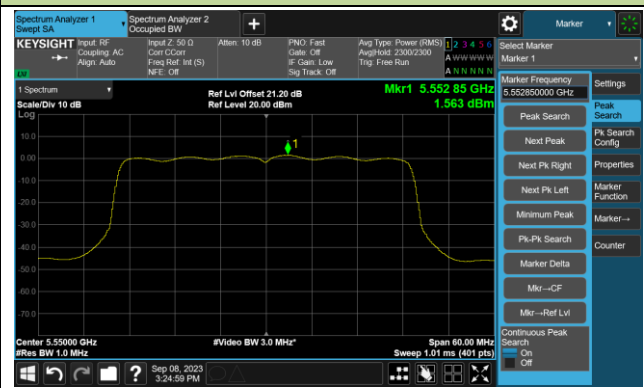 Spectrum Analyzer 1
Swept SA
Spectrum Analyzer 2
Occupied BW
Marker
KEYSIGHT
Input: RF
Coupling: AC
Align: Auto
Input Z: 50 Ω
Corr CCorr
Freq Ref: Int (S)
NFE: Off
Atten: 10 dB
PNO: Fast
Gate: Off
IF Gain: Low
Sig Track: Off
Avg Type: Power (RMS)
Avg|Hold: 2300/2300
Trig: Free Run
1 2 3 4 5 6
A W W W W W
A N N N N N
Select Marker
Marker 1
1 Spectrum
Scale/Div 10 dB
Log
Ref Lvl Offset 21.20 dB
Ref Level 20.00 dBm
Mkr1 5.552 85 GHz
1.563 dBm
10.0
0.00
-10.0
-20.0
-30.0
-40.0
-50.0
-60.0
-70.0
1
Center 5.55000 GHz
#Res BW 1.0 MHz
#Video BW 3.0 MHz*
Span 60.00 MHz
Sweep 1.01 ms (401 pts)
Marker Frequency
5.552850000 GHz
Peak Search
Next Peak
Next Pk Right
Next Pk Left
Minimum Peak
Pk-Pk Search
Marker Delta
Mkr→CF
Mkr→Ref Lvl
Continuous Peak
Search
On
Off
Settings
Peak
Search
Pk Search
Config
Properties
Marker
Function
Marker→
Counter
?
Sep 08, 2023
3:24:59 PM